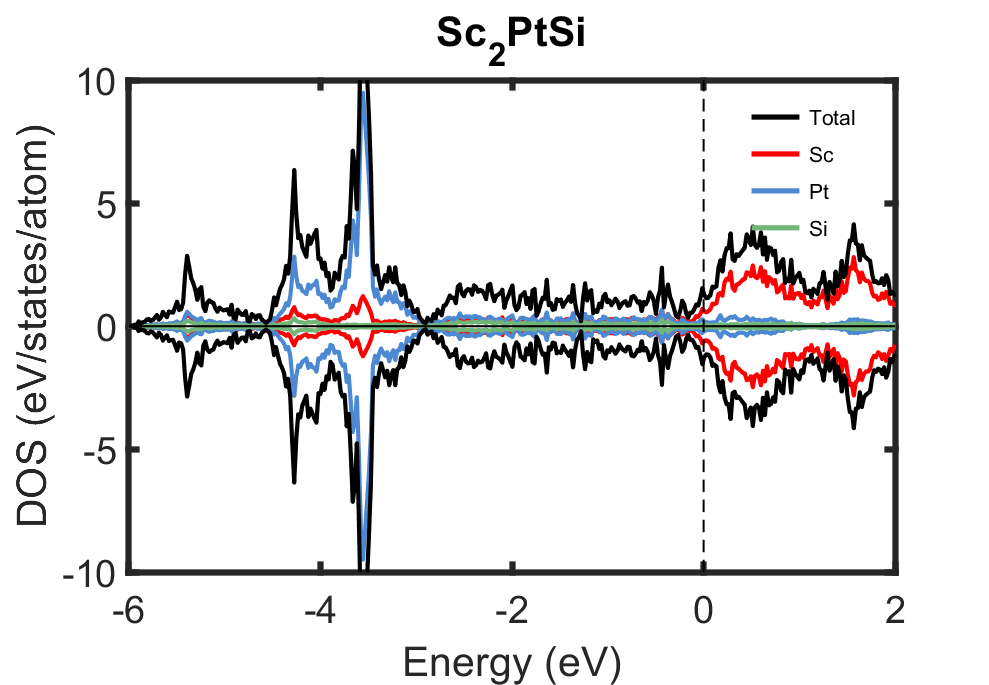 Sc₂PtSi
DOS (eV/states/atom)
10
5
0
-5
-10
Total
Sc
Pt
Si
-6 -4 -2 0 2
Energy (eV)